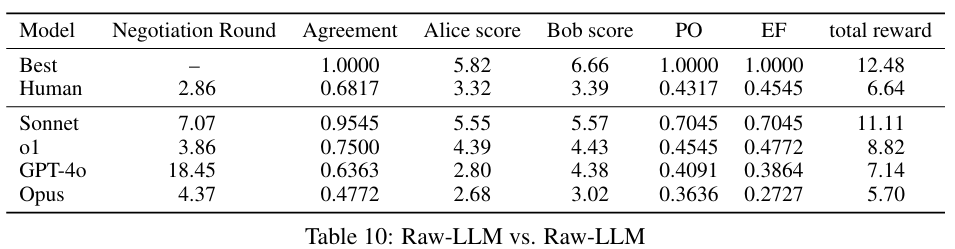 Model Negotiation Round Agreement Alice score Bob score PO EF total reward
Best – 1.0000 5.82 6.66 1.0000 1.0000 12.48
Human 2.86 0.6817 3.32 3.39 0.4317 0.4545 6.64
Sonnet 7.07 0.9545 5.55 5.57 0.7045 0.7045 11.11
o1 3.86 0.7500 4.39 4.43 0.4545 0.4772 8.82
GPT-4o 18.45 0.6363 2.80 4.38 0.4091 0.3864 7.14
Opus 4.37 0.4772 2.68 3.02 0.3636 0.2727 5.70
Table 10: Raw-LLM vs. Raw-LLM